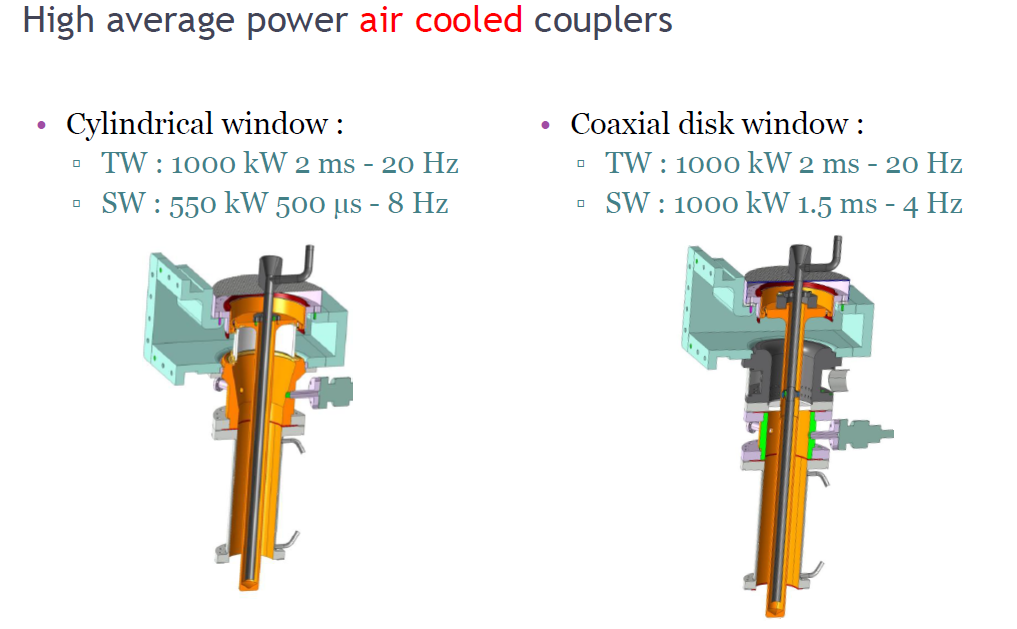 High average power air cooled couplers
• Cylindrical window :
▫ TW : 1000 kW 2 ms - 20 Hz
▫ SW : 550 kW 500 μs - 8 Hz
• Coaxial disk window :
▫ TW : 1000 kW 2 ms - 20 Hz
▫ SW : 1000 kW 1.5 ms - 4 Hz